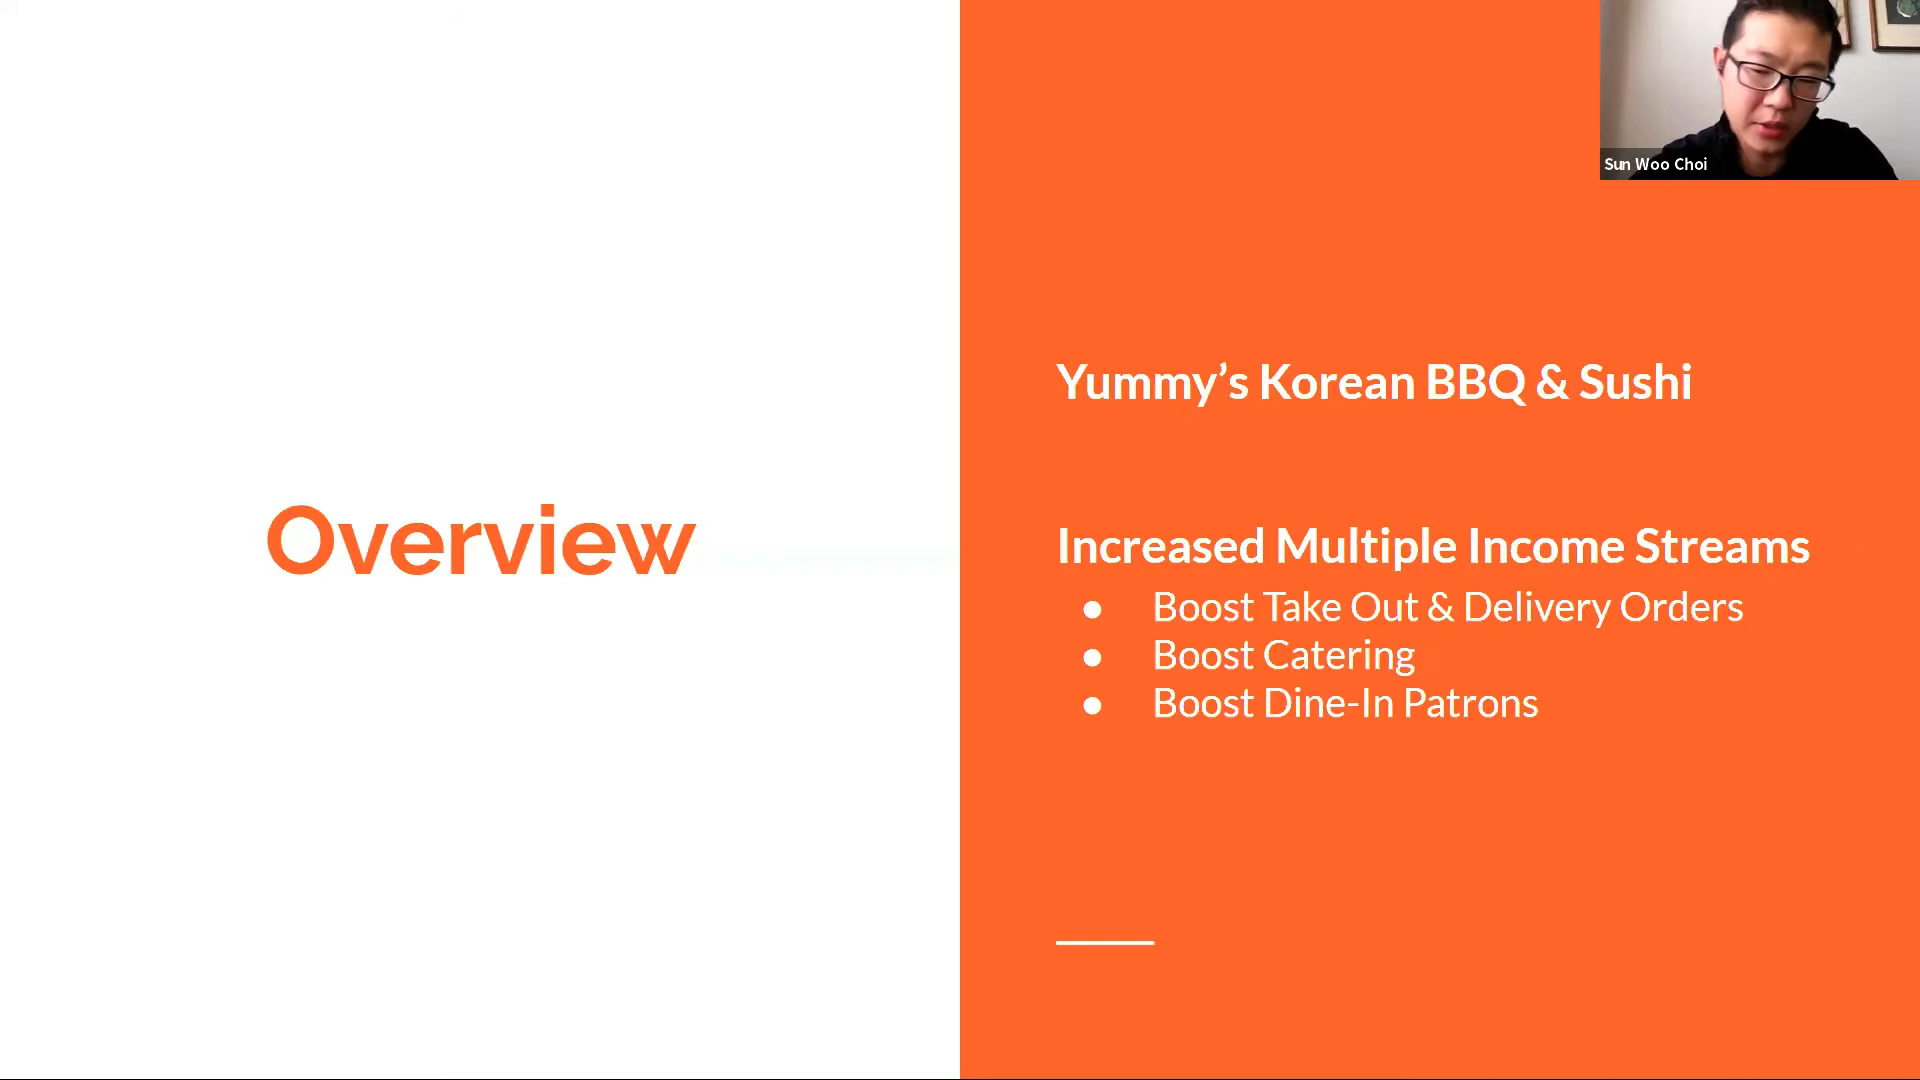 Overview
Yummy’s Korean BBQ & Sushi
Increased Multiple Income Streams
● Boost Take Out & Delivery Orders
● Boost Catering
● Boost Dine-In Patrons
Sun Woo Choi